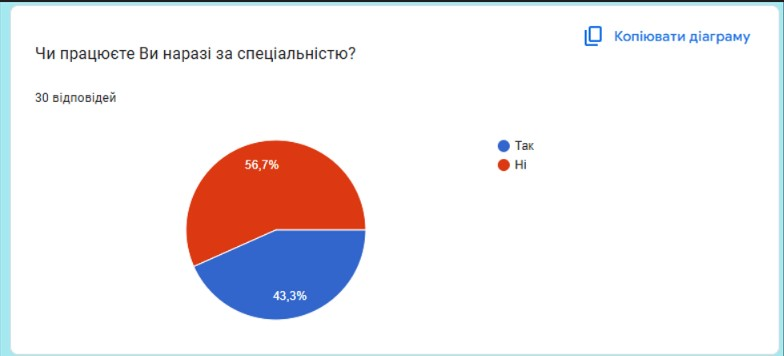 Копіювати діаграму
Чи працюєте Ви наразі за спеціальністю?
30 відповідей
Так
Ні
56,7%
43,3%